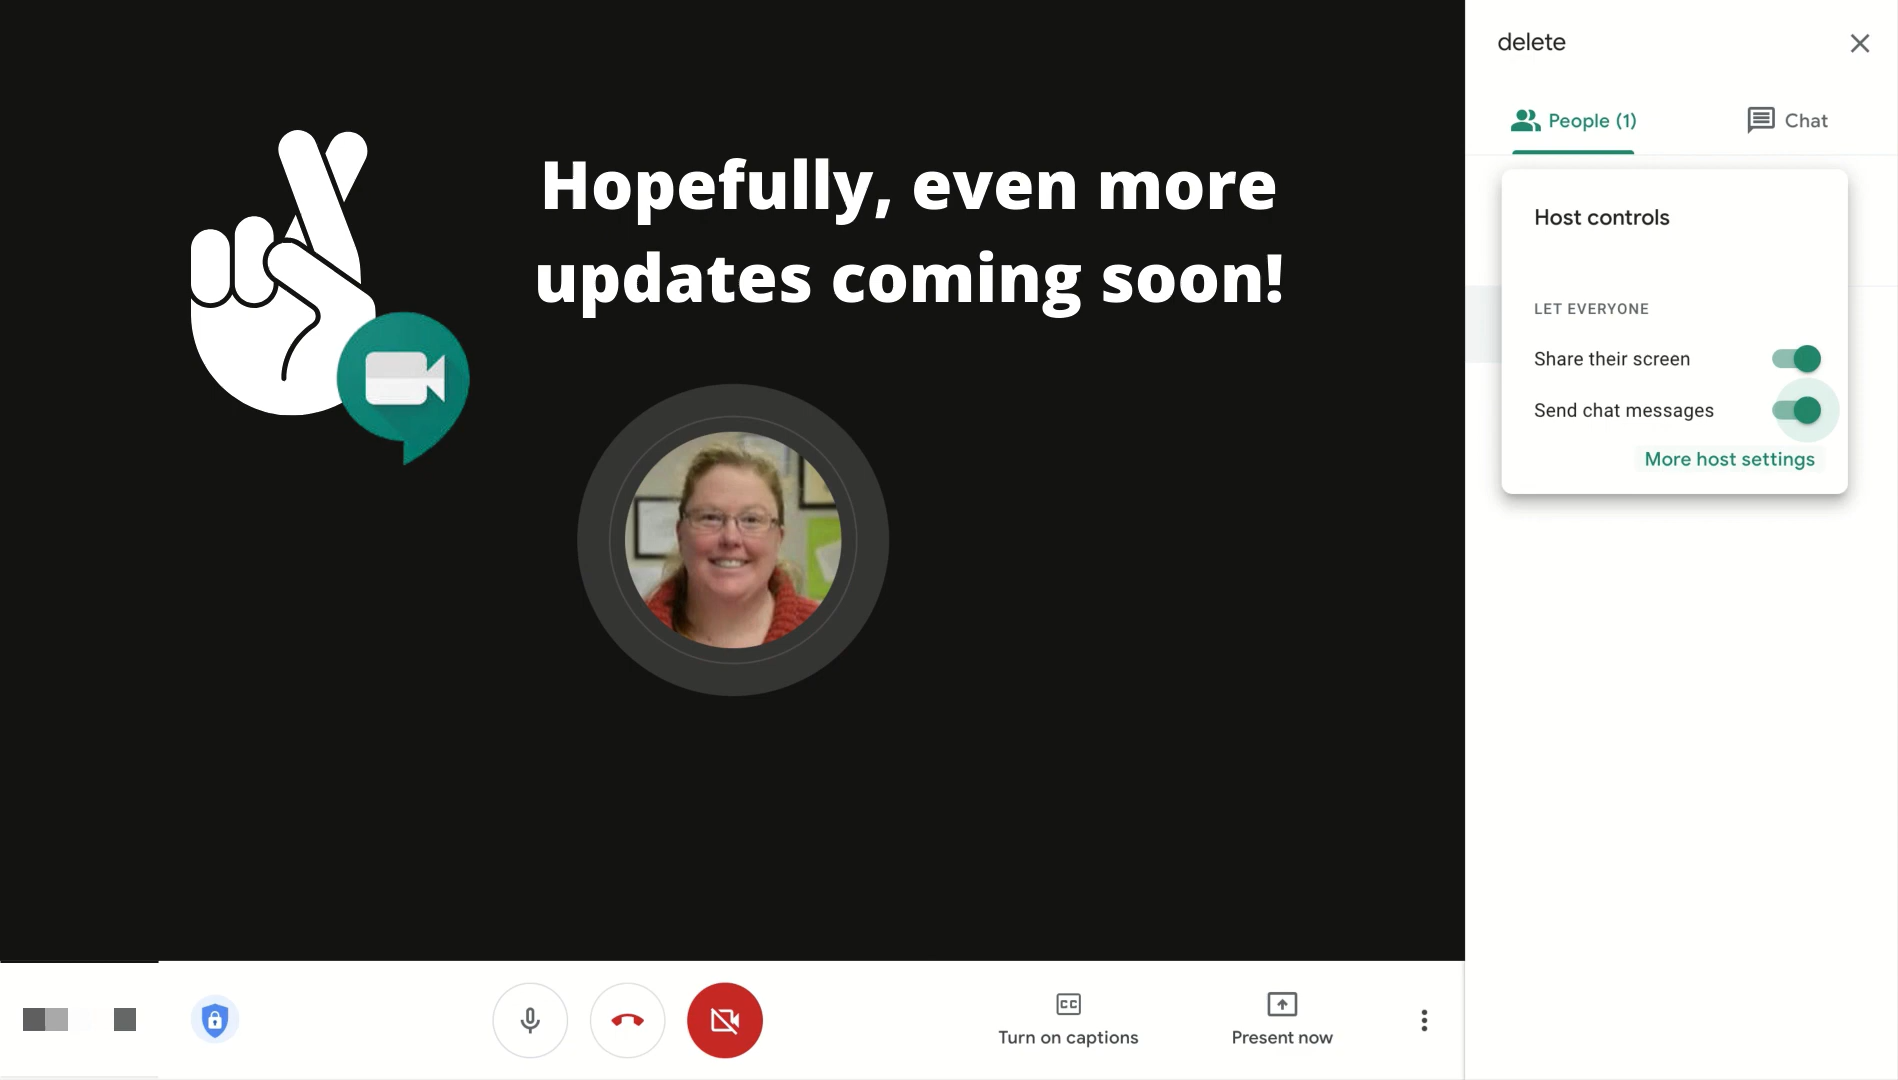 Hopefully, even more
updates coming soon!
delete
People (1)
Chat
Host controls
LET EVERYONE
Share their screen
Send chat messages
More host settings
CC
Turn on captions
Present now